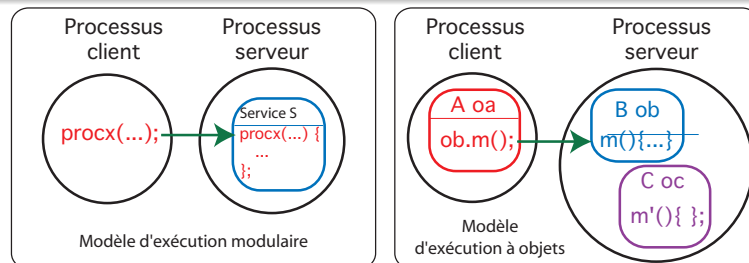 Processus
client
Processus
serveur
procx(...);
Service S
procx(...) {
...
};
Modèle d'exécution modulaire
Processus
client
Processus
serveur
A oa
ob.m();
B ob
m(){...}
C oc
m'(){ };
Modèle
d'exécution à objets